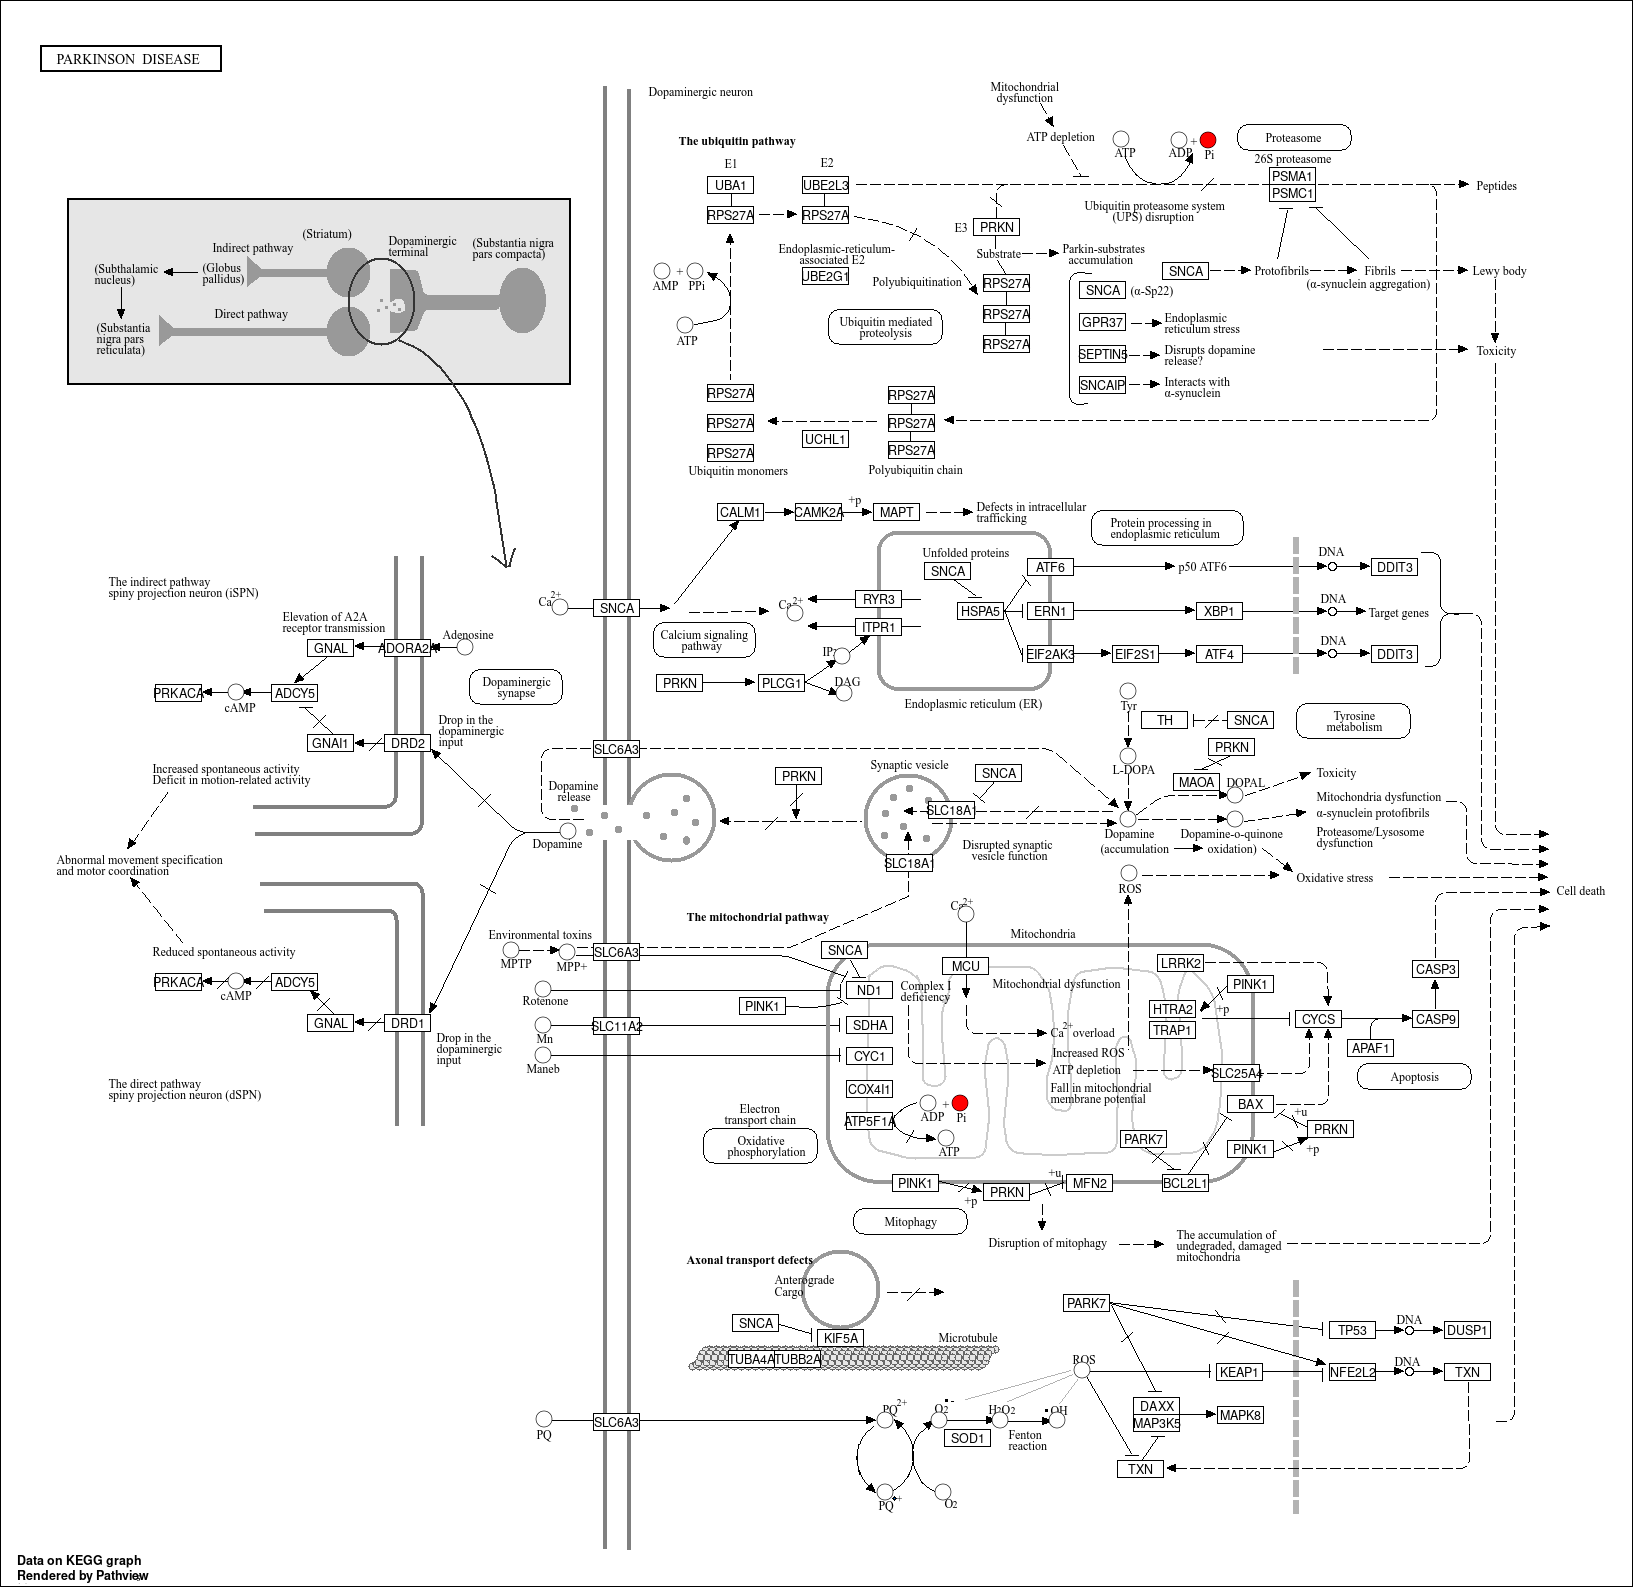 PARKINSON DISEASE
Dopaminergic neuron
Mitochondrial
dysfunction
ATP depletion
ATP
ADP
+
Pi
Proteasome
26S proteasome
The ubiquitin pathway
E1
E2
UBA1
UBE2L3
RPS27A
RPS27A
PSMA1
PSMC1
Peptides
Ubiquitin proteasome system
(UPS) disruption
E3
PRKN
Substrate
Parkin-substrates
accumulation
Endoplasmic-reticulum-
associated E2
UBE2G1
Polyubiquitination
RPS27A
RPS27A
RPS27A
AMP
+
PPi
ATP
Ubiquitin mediated
proteolysis
SNCA
Protofibrils
Fibrils
Lewy body
(α-synuclein aggregation)
SNCA
(α-Sp22)
GPR37
Endoplasmic
reticulum stress
SEPTIN5
Disrupts dopamine
release?
SNCAIP
Interacts with
α-synuclein
Toxicity
RPS27A
RPS27A
RPS27A
Ubiquitin monomers
UCHL1
RPS27A
RPS27A
RPS27A
Polyubiquitin chain
(Striatum)
Indirect pathway
Dopaminergic
terminal
(Substantia nigra
pars compacta)
(Subthalamic
nucleus)
(Globus
pallidus)
Direct pathway
(Substantia
nigra pars
reticulata)
CALM1
CAMK2A
+p
MAPT
Defects in intracellular
trafficking
Protein processing in
endoplasmic reticulum
Unfolded proteins
SNCA
HSPA5
ATF6
p50 ATF6
DNA
DDIT3
ERN1
XBP1
DNA
Target genes
EIF2AK3
EIF2S1
ATF4
DNA
DDIT3
Ca2+
SNCA
Ca2+
RYR3
ITPR1
Calcium signaling
pathway
IP3
DAG
PRKN
PLCG1
Endoplasmic reticulum (ER)
The indirect pathway
spiny projection neuron (iSPN)
Elevation of A2A
receptor transmission
GNAL
ADORA2A
Adenosine
PRKACA
cAMP
ADCY5
GNAI1
DRD2
Drop in the
dopaminergic
input
Dopaminergic
synapse
Increased spontaneous activity
Deficit in motion-related activity
Abnormal movement specification
and motor coordination
Reduced spontaneous activity
PRKACA
cAMP
ADCY5
GNAL
DRD1
Drop in the
dopaminergic
input
The direct pathway
spiny projection neuron (dSPN)
SLC6A3
Dopamine
release
Dopamine
PRKN
Synaptic vesicle
SNCA
SLC18A1
SLC18A1
Disrupted synaptic
vesicle function
Tyr
TH
SNCA
Tyrosine
metabolism
L-DOPA
PRKN
MAOA
DOPAL
Toxicity
Dopamine
(accumulation
Dopamine-o-quinone
oxidation)
Mitochondria dysfunction
α-synuclein protofibrils
Proteasome/Lysosome
dysfunction
ROS
Oxidative stress
Cell death
The mitochondrial pathway
Environmental toxins
MPTP
MPP+
SLC6A3
Rotenone
Mn
SLC11A2
Maneb
PINK1
SNCA
Ca2+
MCU
Mitochondria
ND1
SDHA
CYC1
COX4I1
ATP5F1A
Complex I
deficiency
Mitochondrial dysfunction
Ca2+ overload
Increased ROS
ATP depletion
Fall in mitochondrial
membrane potential
ADP
+
Pi
ATP
Electron
transport chain
Oxidative
phosphorylation
LRRK2
PINK1
HTRA2
+p
TRAP1
CYCS
CASP3
CASP9
APAF1
Apoptosis
SLC25A4
BAX
+u
PRKN
PINK1
+p
PARK7
BCL2L1
PINK1
+p
PRKN
+u
MFN2
Mitophagy
Disruption of mitophagy
The accumulation of
undegraded, damaged
mitochondria
Axonal transport defects
Anterograde
Cargo
SNCA
KIF5A
TUBA4A
TUBB2A
Microtubule
PARK7
TP53
DNA
DUSP1
ROS
KEAP1
NFE2L2
DNA
TXN
DAXX
MAP3K5
MAPK8
TXN
PQ
SLC6A3
PQ2+
O2•-
H2O2
•OH
SOD1
Fenton
reaction
PQ•+
O2
Data on KEGG graph
Rendered by Pathview